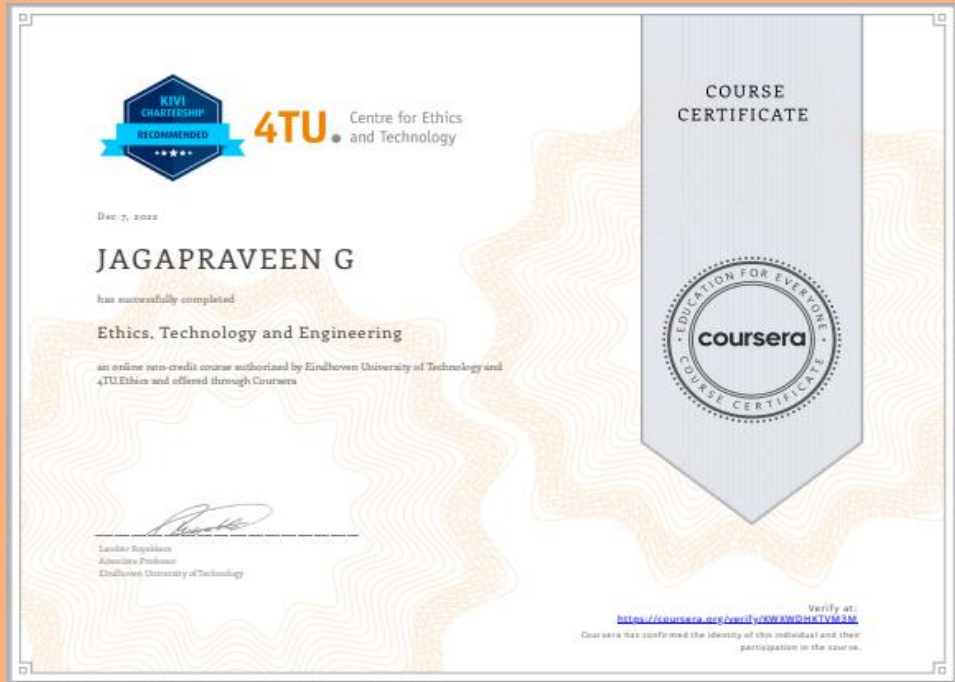 KIVI
CHARTERSHIP
RECOMMENDED
4TU.
Centre for Ethics
and Technology
COURSE
CERTIFICATE
Dec 7, 2022
JAGAPRAVEEN G
has successfully completed
Ethics, Technology and Engineering
an online non-credit course authorized by Eindhoven University of Technology and
4TU.Ethics and offered through Coursera
EDUCATION FOR EVERYONE
coursera
COURSE CERTIFICATE
Lambèr Royakkers
Associate Professor
Eindhoven University of Technology
Verify at:
https://coursera.org/verify/KWXWDHKTVM3M
Coursera has confirmed the identity of this individual and their
participation in the course.